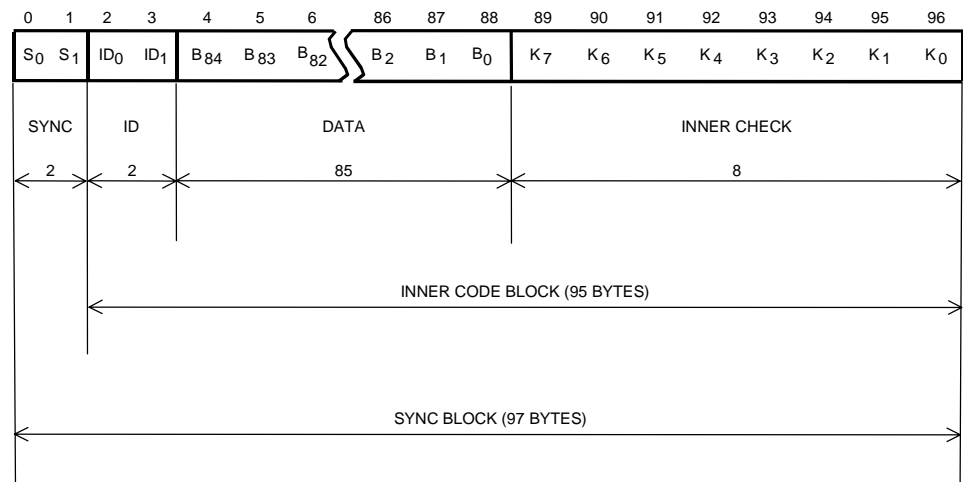 0 1 2 3 4 5 6 86 87 88 89 90 91 92 93 94 95 96
S0 S1 ID0 ID1 B84 B83 B82 B2 B1 B0 K7 K6 K5 K4 K3 K2 K1 K0
SYNC ID DATA INNER CHECK
2 2 85 8
INNER CODE BLOCK (95 BYTES)
SYNC BLOCK (97 BYTES)